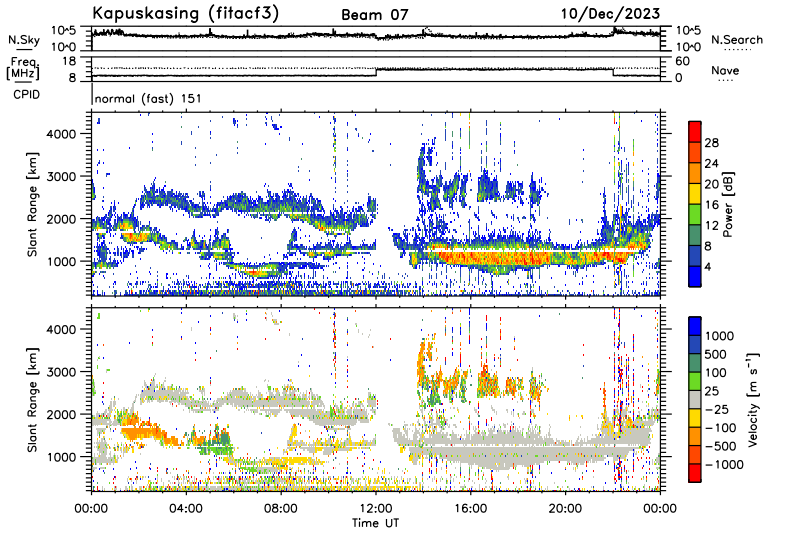 Kapuskasing (fitacf3) Beam 07 10/Dec/2023
N.Sky 10^5 10^0 10^5 10^0 N.Search
Freq. [MHz] 18 8 60 0 Nave
CPID normal (fast) 151
Slant Range [km] 4000 3000 2000 1000
Power [dB] 28 24 20 16 12 8 4
Slant Range [km] 4000 3000 2000 1000
Velocity [m s⁻¹] 1000 500 100 25 −25 −100 −500 −1000
00:00 04:00 08:00 12:00 16:00 20:00 00:00
Time UT